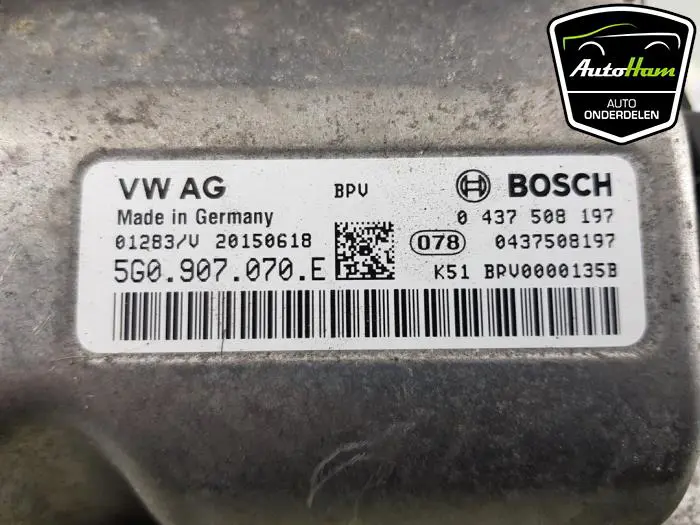 AutoHam
AUTO
ONDERDELEN
VW AG BPV BOSCH
Made in Germany 0 437 508 197
01283/V 20150618 078 0437508197
5G0.907.070.E K51 BPV0000135B